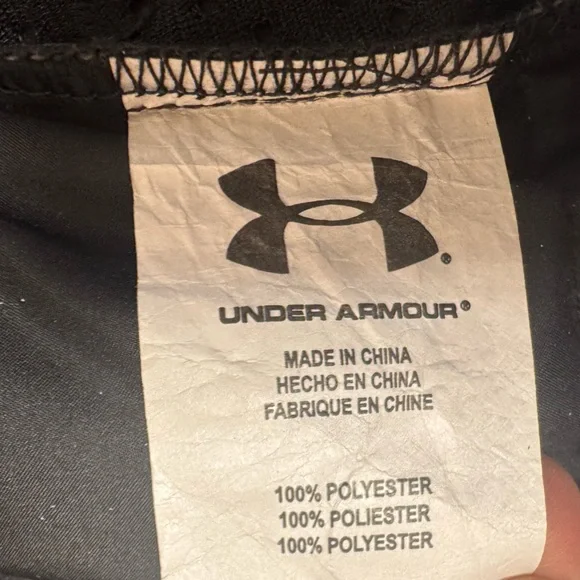 ®
UNDER ARMOUR®
MADE IN CHINA
HECHO EN CHINA
FABRIQUE EN CHINE
100% POLYESTER
100% POLIESTER
100% POLYESTER